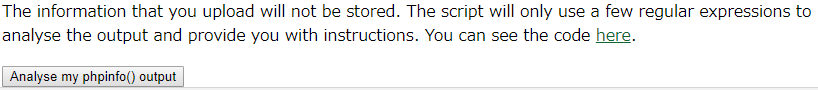 The information that you upload will not be stored. The script will only use a few regular expressions to
analyse the output and provide you with instructions. You can see the code here.
Analyse my phpinfo() output